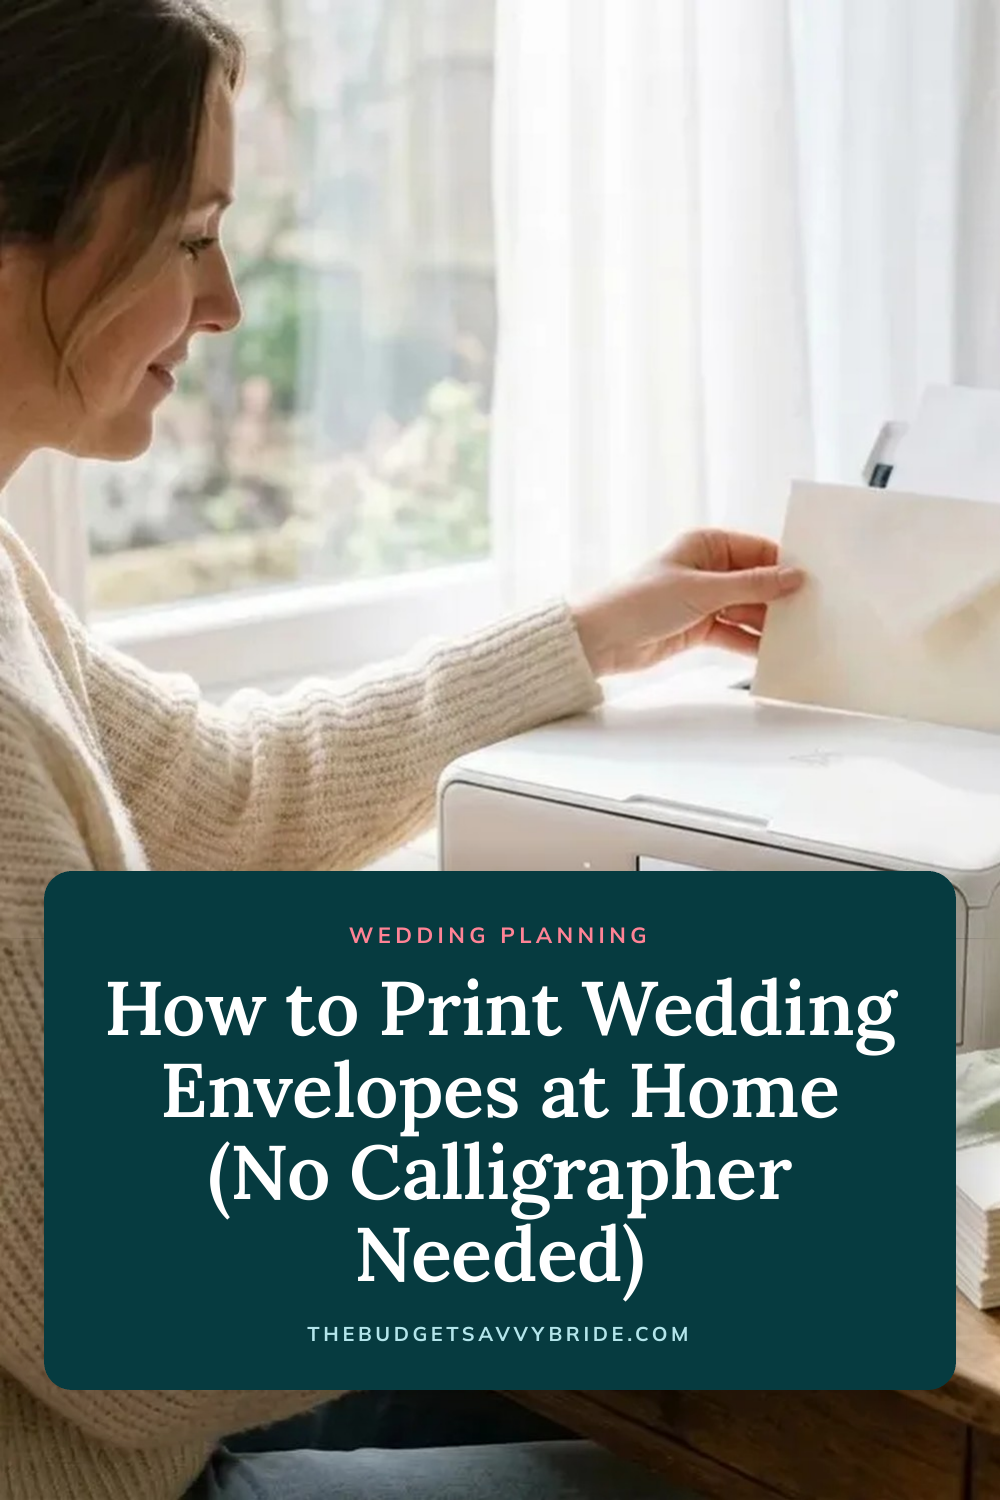 WEDDING PLANNING
How to Print Wedding
Envelopes at Home
(No Calligrapher
Needed)
THEBUDGETSAVVYBRIDE.COM